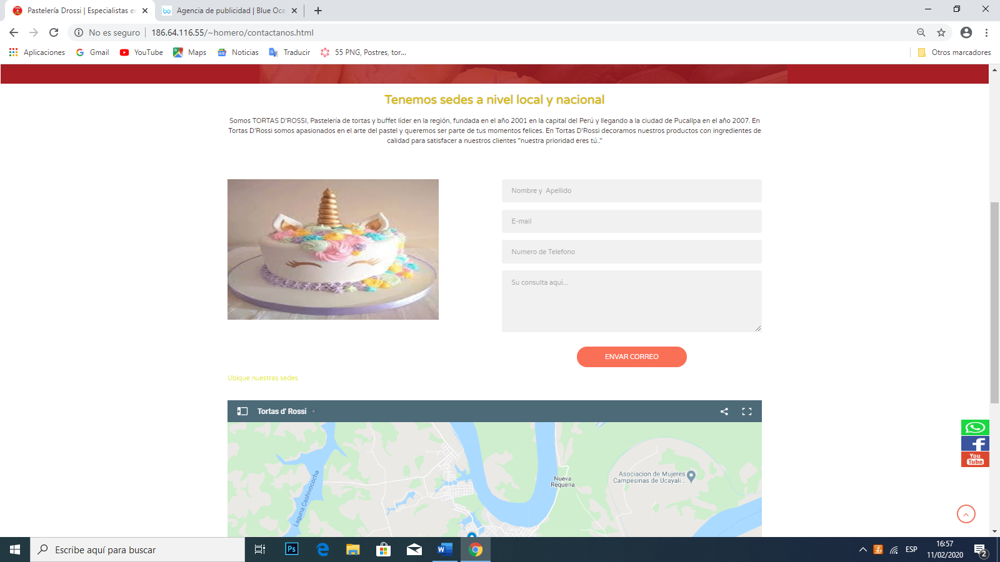 Pastelería Drossi | Especialistas en
Agencia de publicidad | Blue Oce
No es seguro
186.64.116.55/~homero/contactanos.html
Aplicaciones
Gmail
YouTube
Maps
Noticias
Traducir
55 PNG, Postres, tor...
Otros marcadores
Tenemos sedes a nivel local y nacional
Somos TORTAS D'ROSSI, Pastelería de tortas y buffet líder en la región, fundada en el año 2001 en la capital del Perú y llegando a la ciudad de Pucallpa en el año 2007. En
Tortas D'Rossi somos apasionados en el arte del pastel y queremos ser parte de tus momentos felices. En Tortas D'Rossi decoramos nuestros productos con ingredientes de
calidad para satisfacer a nuestros clientes "nuestra prioridad eres tú.."
Nombre y Apellido
E-mail
Numero de Telefono
Su consulta aquí...
ENVAR CORREO
Ubique nuestras sedes
Tortas d' Rossi
Laguna Cashivococha
Nueva
Requena
Asociacion de Mujeres
Campesinas de Ucayali...
You
Tube
Escribe aquí para buscar
Ps
ESP
16:57
11/02/2020
2